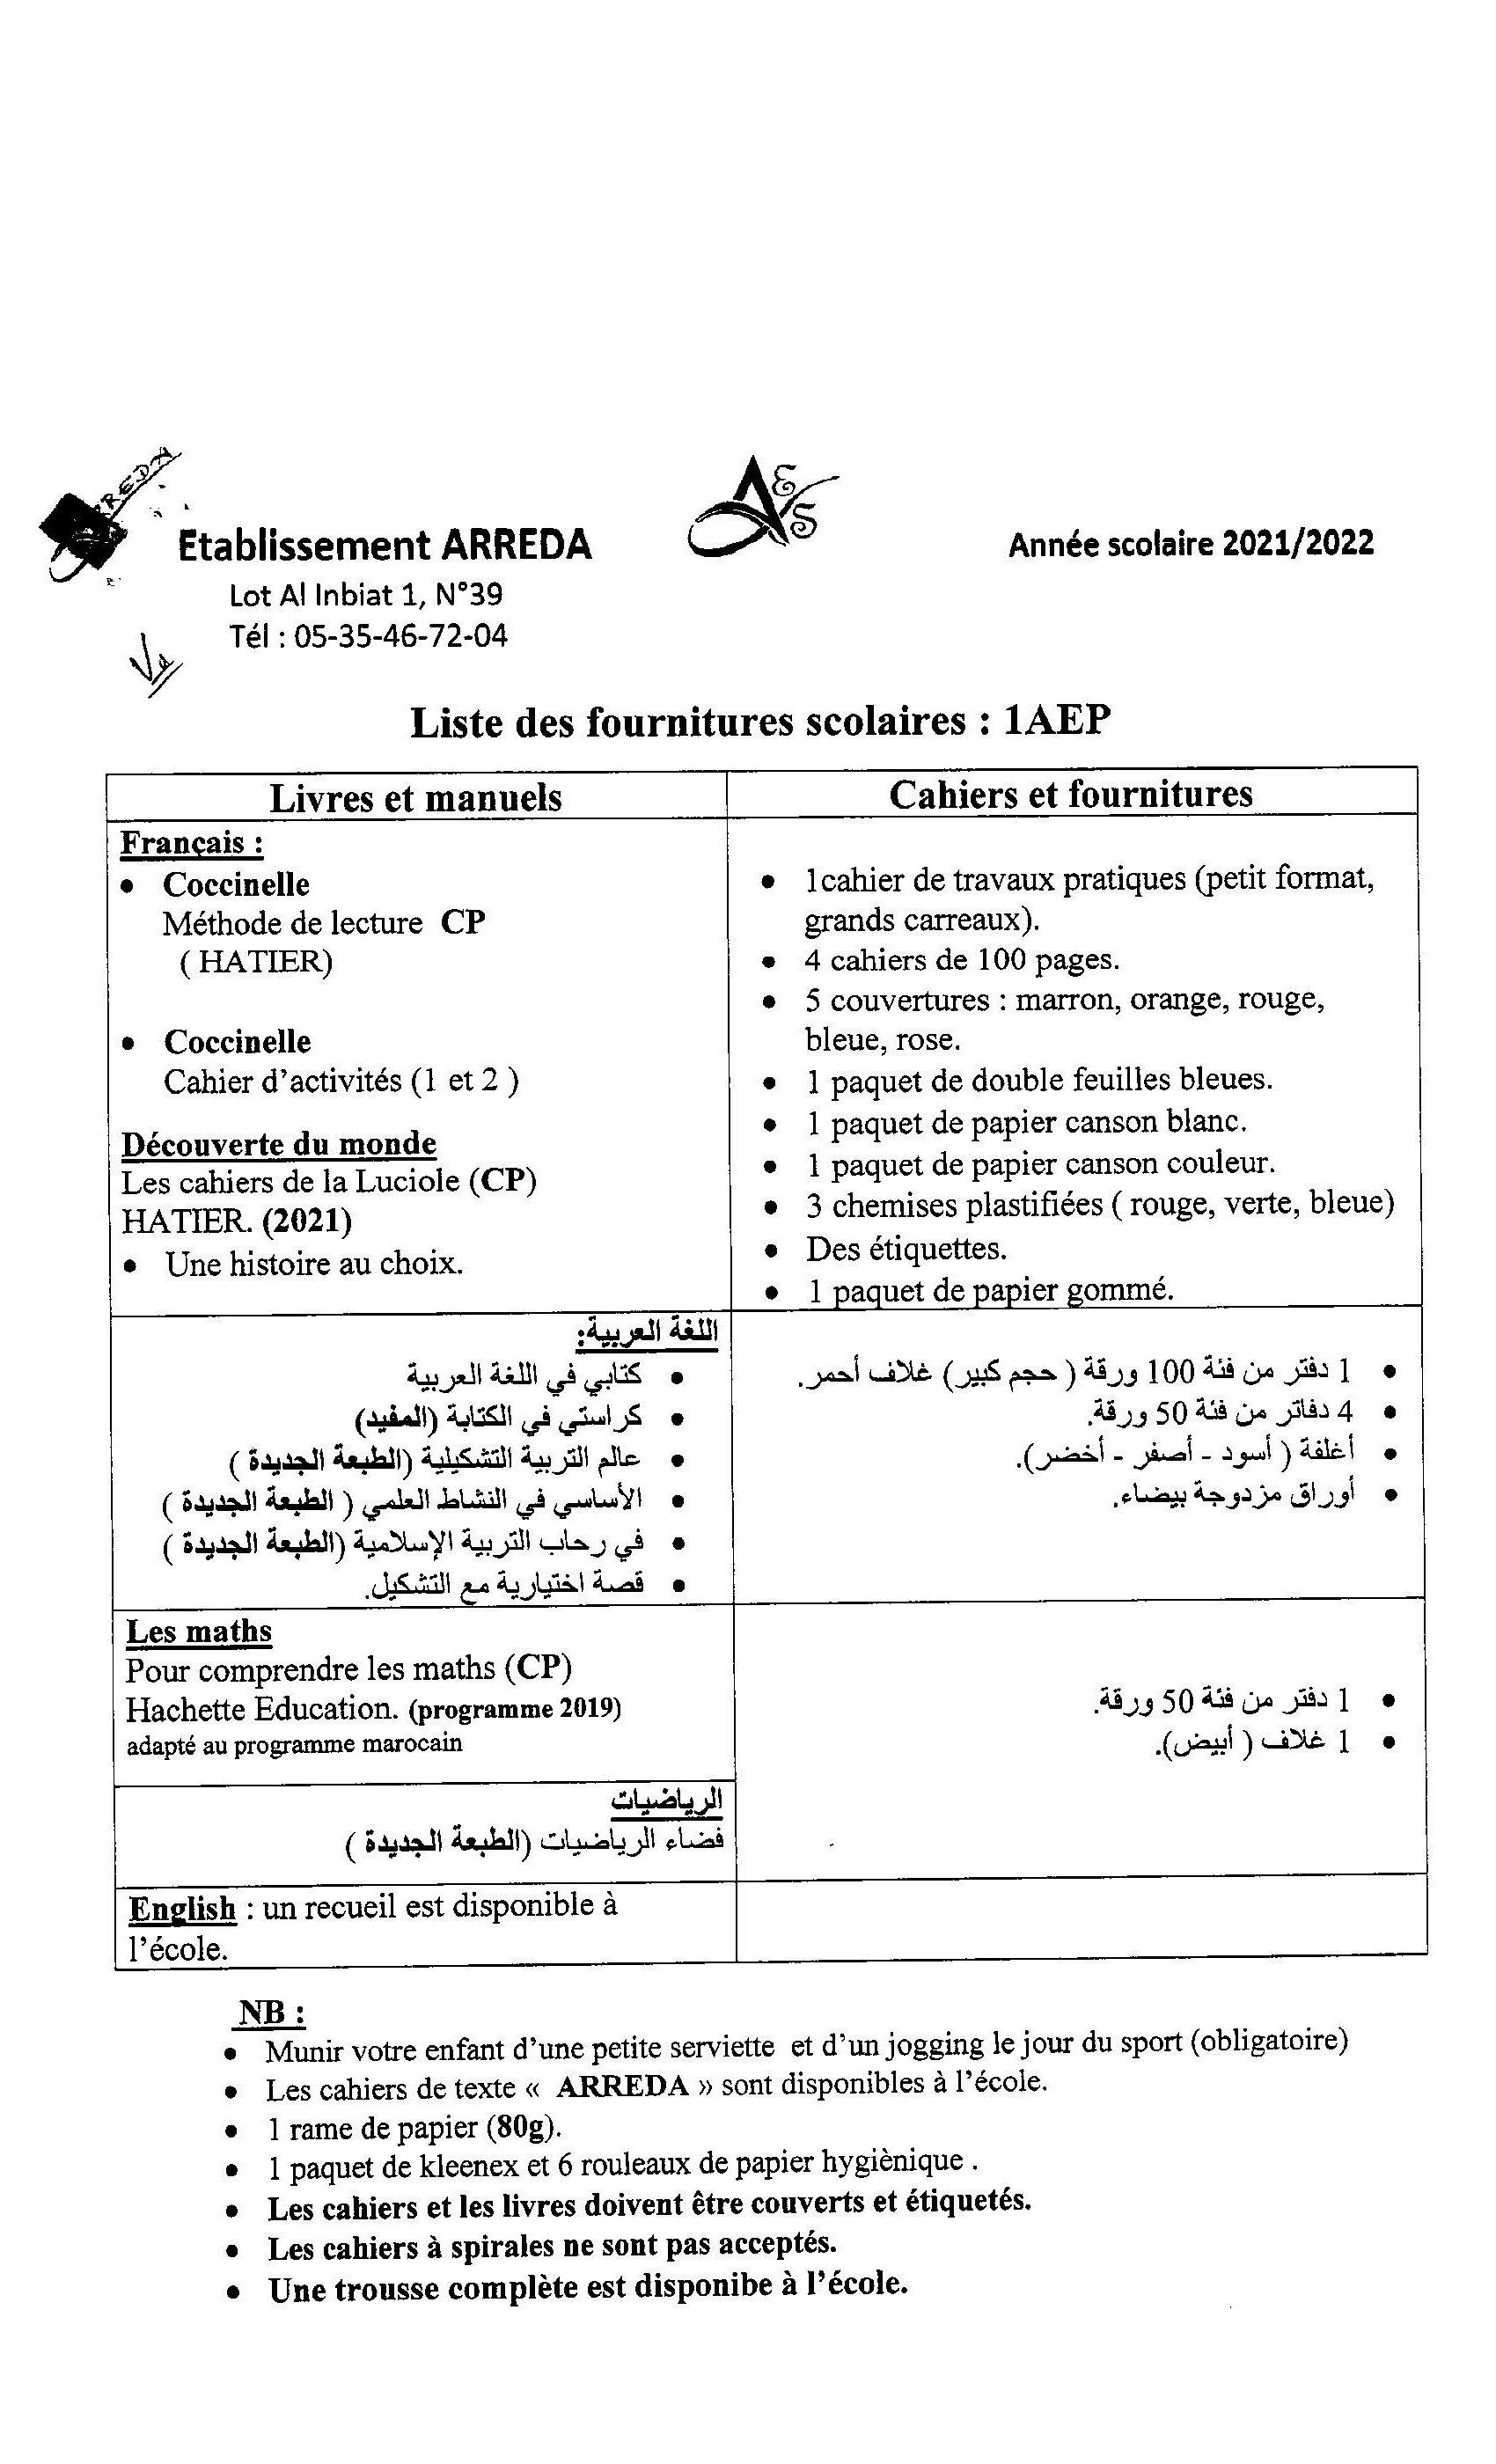 ARREDA
AES
Etablissement ARREDA
Année scolaire 2021/2022
Lot Al Inbiat 1, N°39
Tél : 05-35-46-72-04
Liste des fournitures scolaires : 1AEP
Livres et manuels
Français :
• Coccinelle
Méthode de lecture CP
( HATIER)
• Coccinelle
Cahier d’activités (1 et 2 )
Découverte du monde
Les cahiers de la Luciole (CP)
HATIER. (2021)
• Une histoire au choix.
Cahiers et fournitures
• 1cahier de travaux pratiques (petit format,
grands carreaux).
• 4 cahiers de 100 pages.
• 5 couvertures : marron, orange, rouge,
bleue, rose.
• 1 paquet de double feuilles bleues.
• 1 paquet de papier canson blanc.
• 1 paquet de papier canson couleur.
• 3 chemises plastifiées ( rouge, verte, bleue)
• Des étiquettes.
• 1 paquet de papier gommé.
اللغة العربية:
• كتابي في اللغة العربية
• كراستي في الكتابة (المفيد)
• عالم التربية التشكيلية (الطبعة الجديدة )
• الأساسي في النشاط العلمي ( الطبعة الجديدة )
• في رحاب التربية الإسلامية (الطبعة الجديدة )
• قصة اختيارية مع التشكيل.
• 1 دفتر من فئة 100 ورقة ( حجم كبير) غلاف أحمر.
• 4 دفاتر من فئة 50 ورقة.
• أغلفة ( أسود - أصفر - أخضر).
• أوراق مزدوجة بيضاء.
Les maths
Pour comprendre les maths (CP)
Hachette Education. (programme 2019)
adapté au programme marocain
• 1 دفتر من فئة 50 ورقة.
• 1 غلاف ( أبيض).
الرياضيات
فضاء الرياضيات (الطبعة الجديدة )
English : un recueil est disponible à
l’école.
NB :
• Munir votre enfant d’une petite serviette et d’un jogging le jour du sport (obligatoire)
• Les cahiers de texte « ARREDA » sont disponibles à l’école.
• 1 rame de papier (80g).
• 1 paquet de kleenex et 6 rouleaux de papier hygiènique .
• Les cahiers et les livres doivent être couverts et étiquetés.
• Les cahiers à spirales ne sont pas acceptés.
• Une trousse complète est disponibe à l’école.